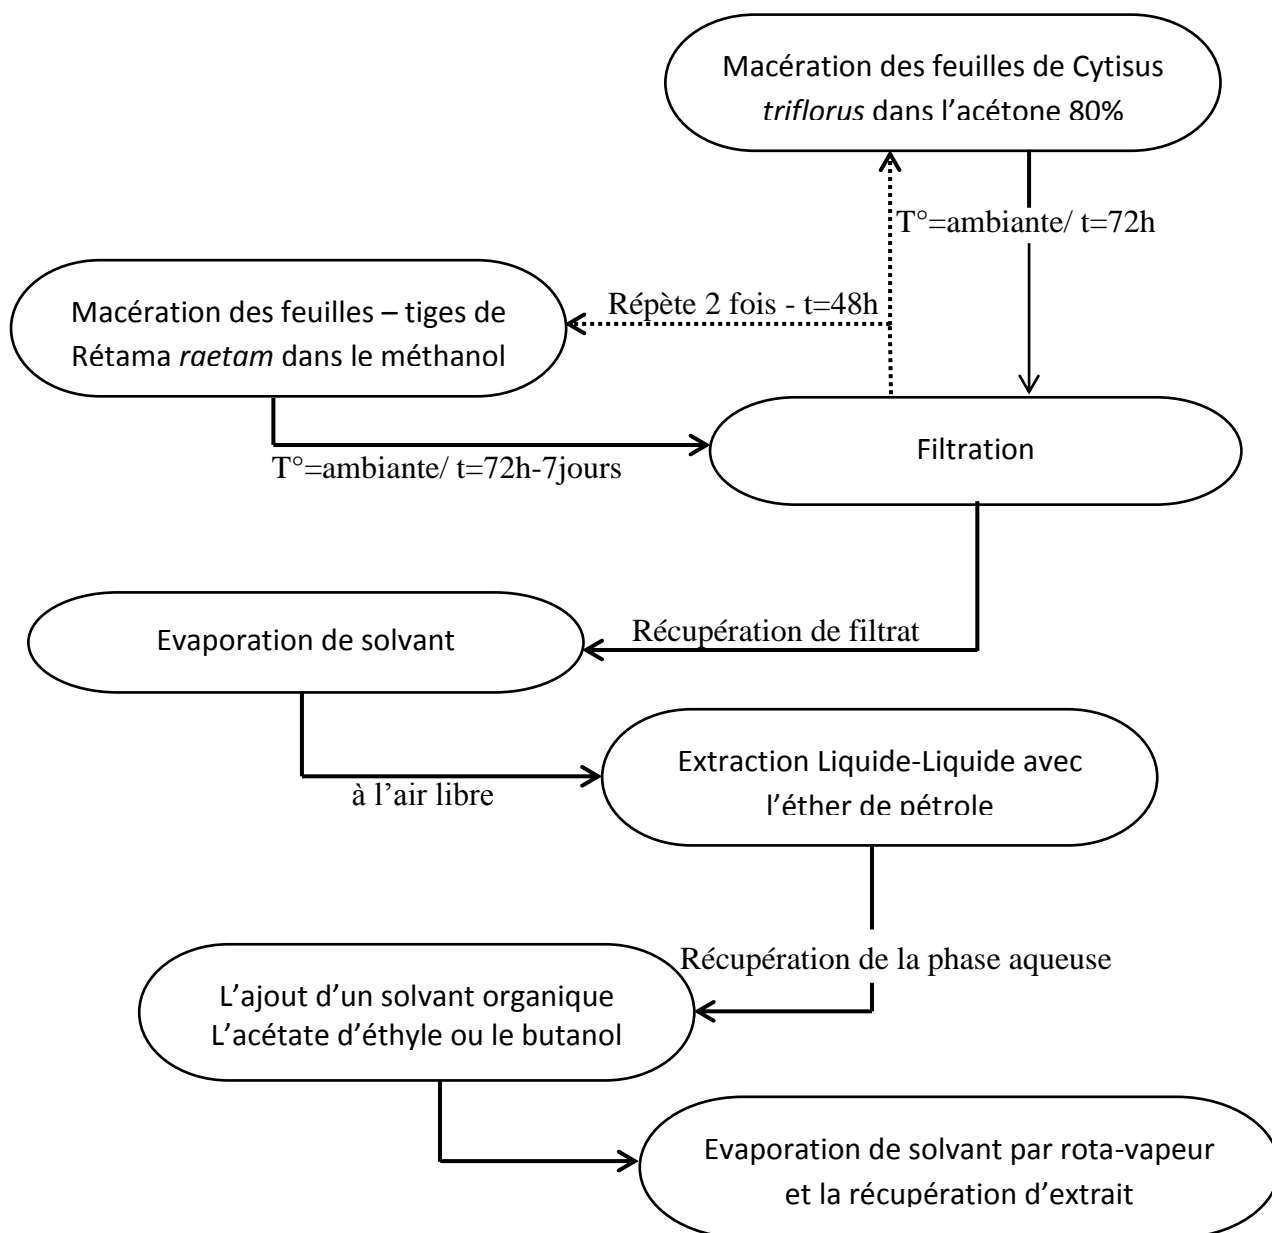 Macération des feuilles de Cytisus
triflorus dans l’acétone 80%
T°=ambiante/ t=72h
Répète 2 fois - t=48h
Macération des feuilles – tiges de
Rétama raetam dans le méthanol
Filtration
T°=ambiante/ t=72h-7jours
Récupération de filtrat
Evaporation de solvant
Extraction Liquide-Liquide avec
l’éther de pétrole
à l’air libre
Récupération de la phase aqueuse
L’ajout d’un solvant organique
L’acétate d’éthyle ou le butanol
Evaporation de solvant par rota-vapeur
et la récupération d’extrait